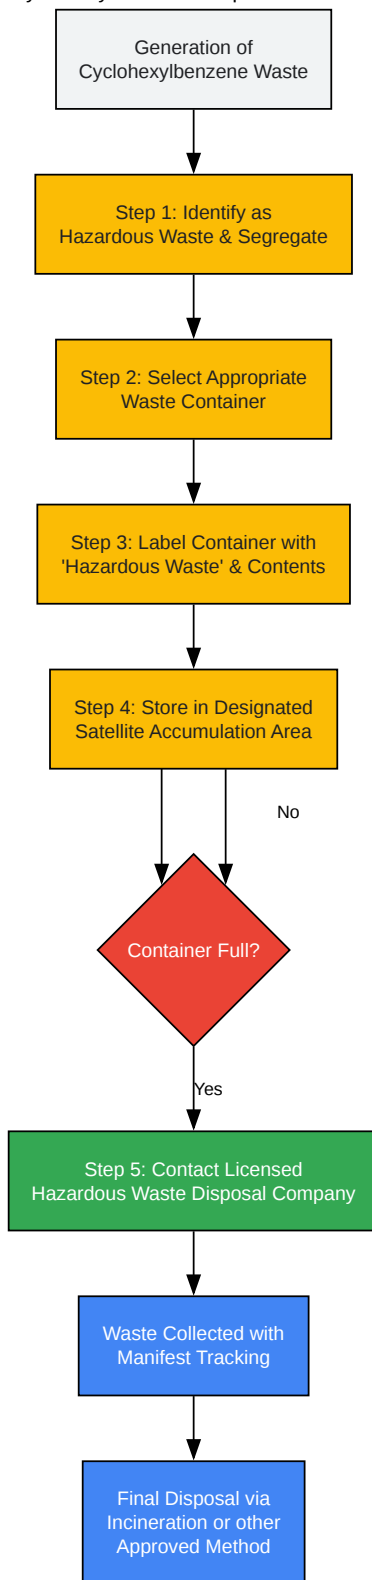 Generation of
Cyclohexylbenzene Waste
Step 1: Identify as
Hazardous Waste & Segregate
Step 2: Select Appropriate
Waste Container
Step 3: Label Container with
'Hazardous Waste' & Contents
Step 4: Store in Designated
Satellite Accumulation Area
No
Container Full?
Yes
Step 5: Contact Licensed
Hazardous Waste Disposal Company
Waste Collected with
Manifest Tracking
Final Disposal via
Incineration or other
Approved Method